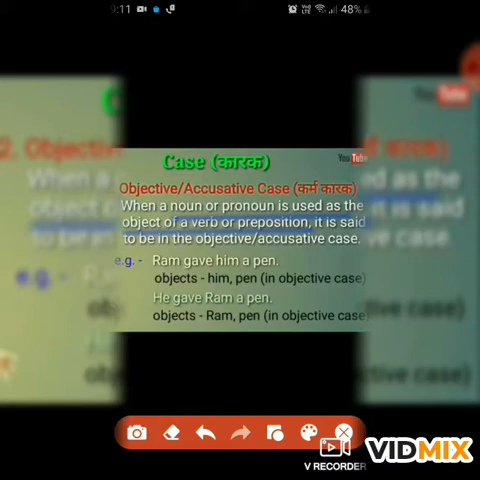 9:11 48%
Case (कारक)
YouTube
Objective/Accusative Case (कर्म कारक)
When a noun or pronoun is used as the
object of a verb or preposition, it is said
to be in the objective/accusative case.
e.g. - Ram gave him a pen.
objects - him, pen (in objective case)
He gave Ram a pen.
objects - Ram, pen (in objective case
V RECORDER
VIDMIX